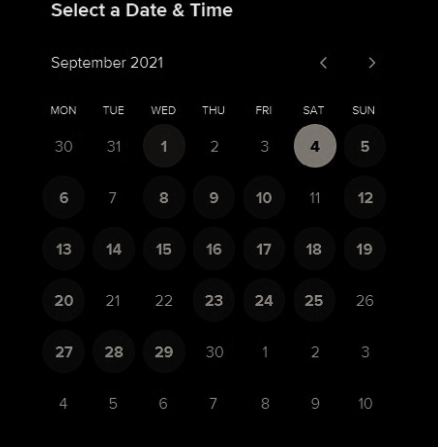 Select a Date & Time
September 2021
MON TUE WED THU FRI SAT SUN
30 31 1 2 3 4 5
6 7 8 9 10 11 12
13 14 15 16 17 18 19
20 21 22 23 24 25 26
27 28 29 30 1 2 3
4 5 6 7 8 9 10